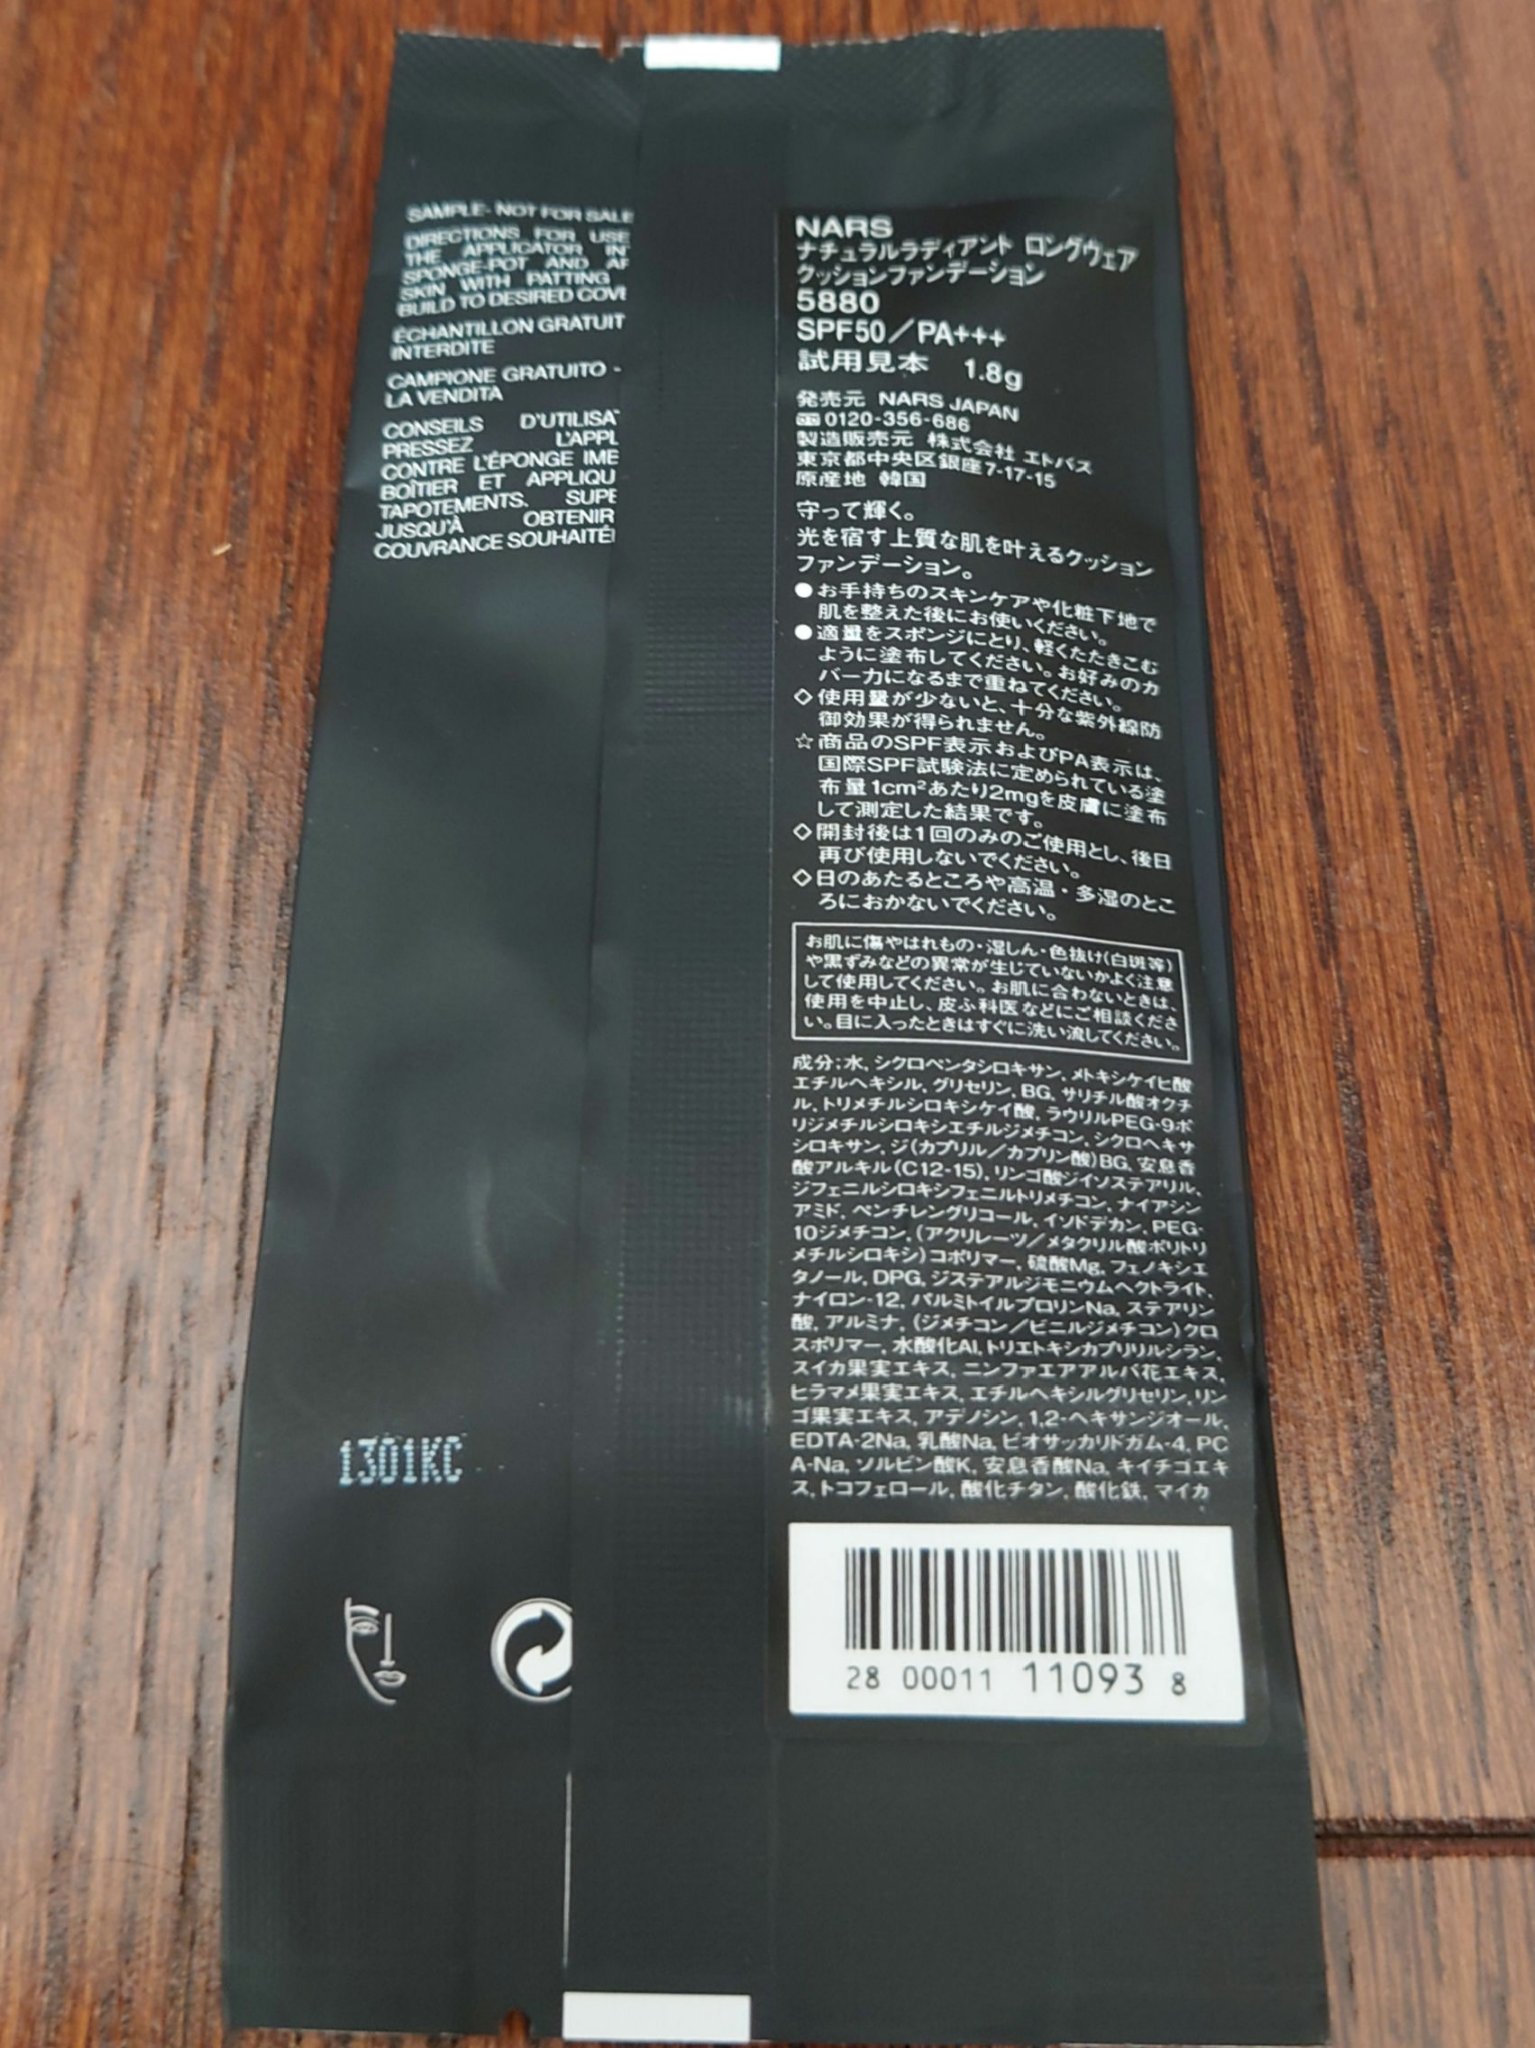 SAMPLE- NOT FOR SALE
DIRECTIONS FOR USE
THE APPLICATOR
SPONGE-POT AND
SKIN WITH PATTING
BUILD TO DESIRED
ÉCHANTILLON GRATUIT
INTERDITE
CAMPIONE GRATUITO -
LA VENDITA
CONSEILS
PRESSEZ
CONTRE L'ÉPONGE
BOÎTIER ET
TAPOTEMENTS.
JUSQU'À OBTENIR
COUVRANCE
1301KC
NARS
ナチュラルラディアント ロングウェア
クッションファンデーション
5880
SPF50/PA+++
試用見本 1.8g
発売元 NARS JAPAN
0120-356-686
製造販売元 株式会社 エトバス
東京都中央区銀座7-17-15
原産地 韓国
守って輝く。
光を宿す上質な肌を叶えるクッション
ファンデーション。
●お手持ちのスキンケアや化粧下地で
肌を整えた後にお使いください。
●適量をスポンジにとり、軽くたたきこむ
ように塗布してください。お好みのカ
バー力になるまで重ねてください。
◇使用量が少ないと、十分な紫外線防
御効果が得られません。
☆商品のSPF表示およびPA表示は、
国際SPF試験法に定められている塗
布量1cm²あたり2mgを皮膚に塗布
して測定した結果です。
◇開封後は1回のみのご使用とし、後日
再び使用しないでください。
◇日のあたるところや高温・多湿のとこ
ろにおかないでください。
お肌に傷やはれもの・湿しん・色抜け(白斑等)
や黒ずみなどの異常が生じていないかよく注意
して使用してください。お肌に合わないときは、
使用を中止し、皮ふ科医などにご相談くださ
い。目に入ったときはすぐに洗い流してください。
成分:水, シクロペンタシロキサン, メトキシケイヒ酸
エチルヘキシル, グリセリン, BG, サリチル酸オクチ
ル, トリメチルシロキシケイ酸, ラウリルPEG-9ポ
リジメチルシロキシエチルジメチコン, シクロヘキサ
シロキサン, ジ(カプリル/カプリン酸)BG, 安息香
酸アルキル(C12-15), リンゴ酸ジイソステアリル,
ジフェニルシロキシフェニルトリメチコン, ナイアシン
アミド, ペンチレングリコール, イソドデカン, PEG-
10ジメチコン, (アクリレーツ/メタクリル酸ポリトリ
メチルシロキシ)コポリマー, 硫酸Mg, フェノキシエ
タノール, DPG, ジステアルジモニウムヘクトライト,
ナイロン-12, パルミトイルプロリンNa, ステアリン
酸, アルミナ, (ジメチコン/ビニルジメチコン)クロ
スポリマー, 水酸化Al, トリエトキシカプリリルシラン,
スイカ果実エキス, ニンファエアアルバ花エキス,
ヒラマメ果実エキス, エチルヘキシルグリセリン, リン
ゴ果実エキス, アデノシン, 1,2-ヘキサンジオール,
EDTA-2Na, 乳酸Na, ビオサッカリドガム-4, PC
A-Na, ソルビン酸K, 安息香酸Na, キイチゴエキ
ス, トコフェロール, 酸化チタン, 酸化鉄, マイカ
28 00011 11093 8